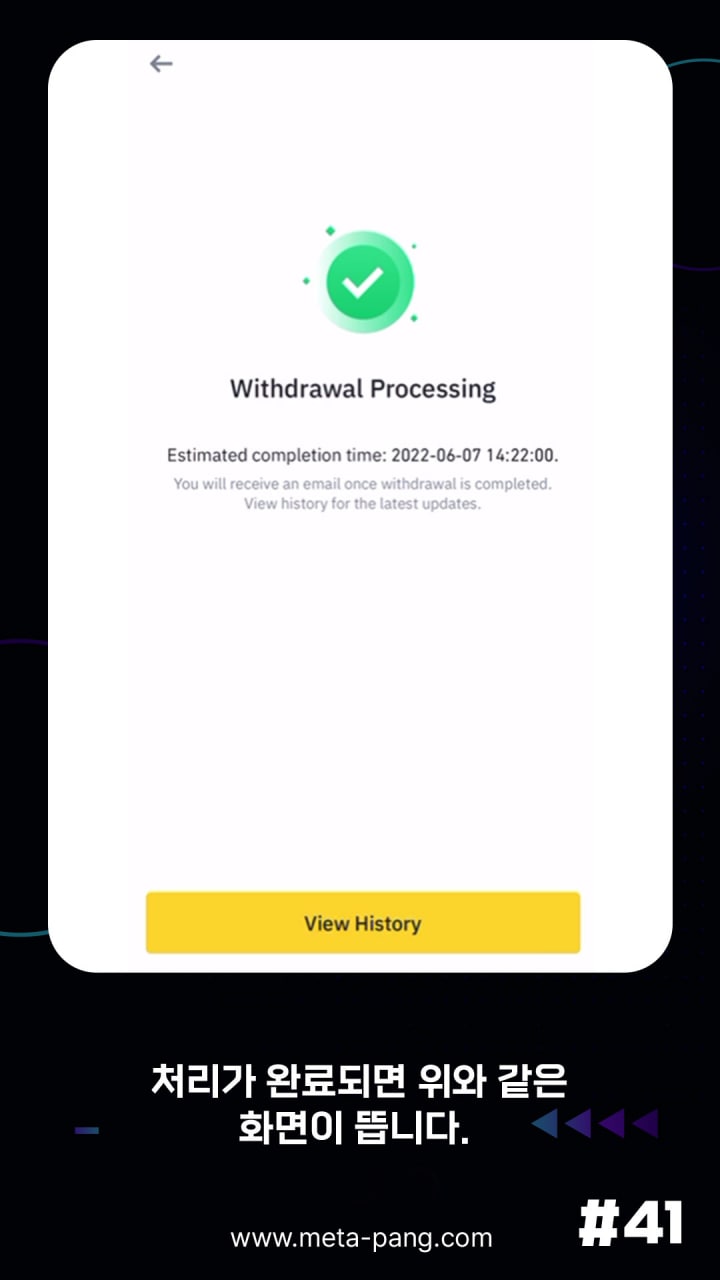 Withdrawal Processing
Estimated completion time: 2022-06-07 14:22:00.
You will receive an email once withdrawal is completed.
View history for the latest updates.
View History
처리가 완료되면 위와 같은
화면이 뜹니다.
#41
www.meta-pang.com